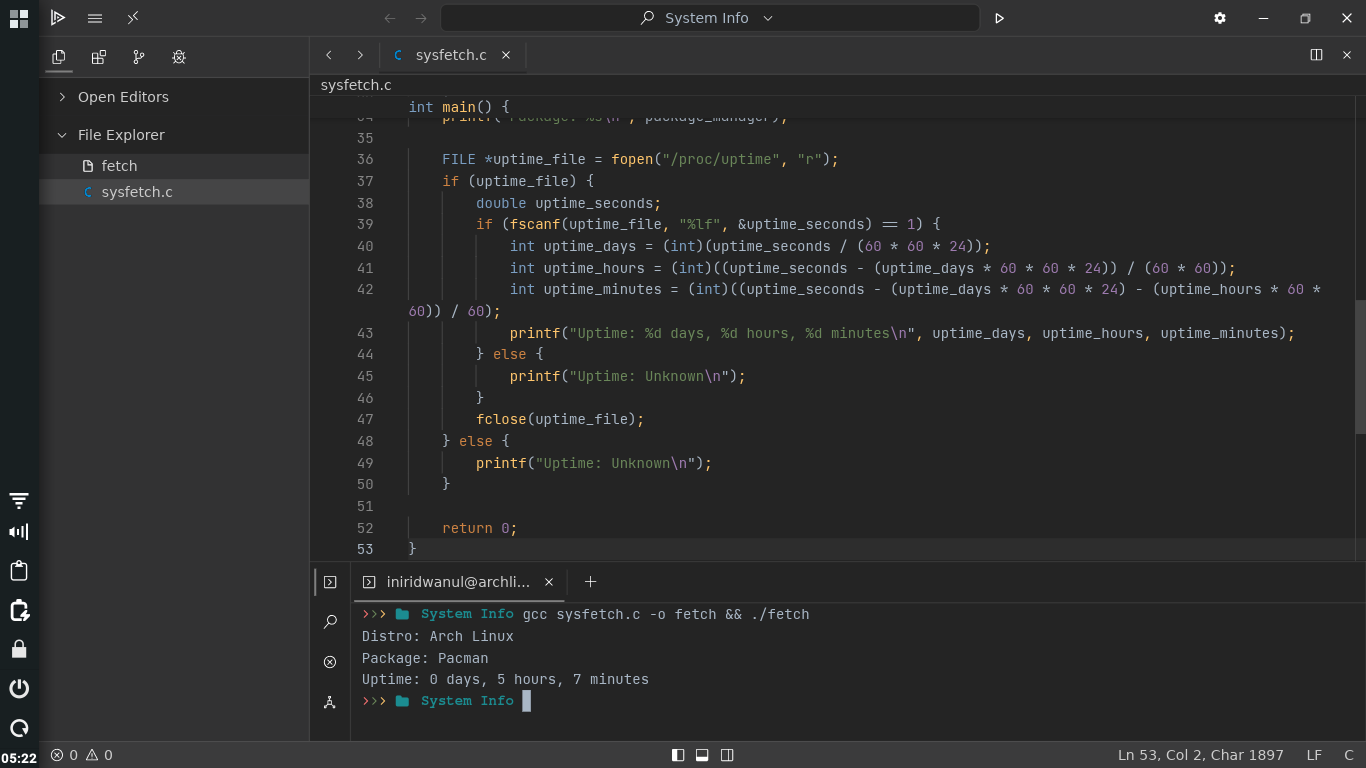 System Info
sysfetch.c
sysfetch.c
Open Editors
File Explorer
fetch
sysfetch.c
int main() {
34 printf("Package: %s\n", package_manager);
35
36 FILE *uptime_file = fopen("/proc/uptime", "r");
37 if (uptime_file) {
38 double uptime_seconds;
39 if (fscanf(uptime_file, "%lf", &uptime_seconds) == 1) {
40 int uptime_days = (int)(uptime_seconds / (60 * 60 * 24));
41 int uptime_hours = (int)((uptime_seconds - (uptime_days * 60 * 60 * 24)) / (60 * 60));
42 int uptime_minutes = (int)((uptime_seconds - (uptime_days * 60 * 60 * 24) - (uptime_hours * 60 *
60)) / 60);
43 printf("Uptime: %d days, %d hours, %d minutes\n", uptime_days, uptime_hours, uptime_minutes);
44 } else {
45 printf("Uptime: Unknown\n");
46 }
47 fclose(uptime_file);
48 } else {
49 printf("Uptime: Unknown\n");
50 }
51
52 return 0;
53 }
iniridwanul@archli...
>>> System Info gcc sysfetch.c -o fetch && ./fetch
Distro: Arch Linux
Package: Pacman
Uptime: 0 days, 5 hours, 7 minutes
>>> System Info
05:22
0 0
Ln 53, Col 2, Char 1897 LF C